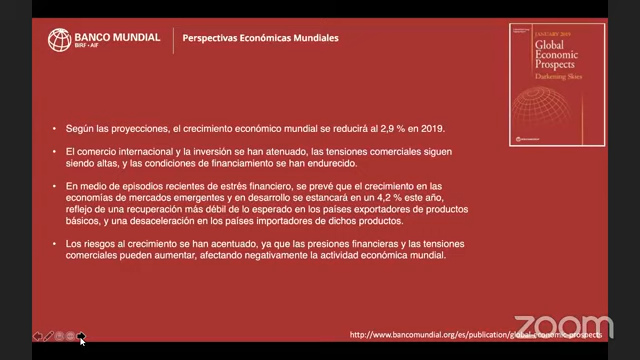 BANCO MUNDIAL
BIRF • AIF
Perspectivas Económicas Mundiales
JANUARY 2019
Global
Economic
Prospects
Darkening Skies
• Según las proyecciones, el crecimiento económico mundial se reducirá al 2,9 % en 2019.
• El comercio internacional y la inversión se han atenuado, las tensiones comerciales siguen
siendo altas, y las condiciones de financiamiento se han endurecido.
• En medio de episodios recientes de estrés financiero, se prevé que el crecimiento en las
economías de mercados emergentes y en desarrollo se estancará en un 4,2 % este año,
reflejo de una recuperación más débil de lo esperado en los países exportadores de productos
básicos, y una desaceleración en los países importadores de dichos productos.
• Los riesgos al crecimiento se han acentuado, ya que las presiones financieras y las tensiones
comerciales pueden aumentar, afectando negativamente la actividad económica mundial.
http://www.bancomundial.org/es/publication/global-economic-prospects
zoom